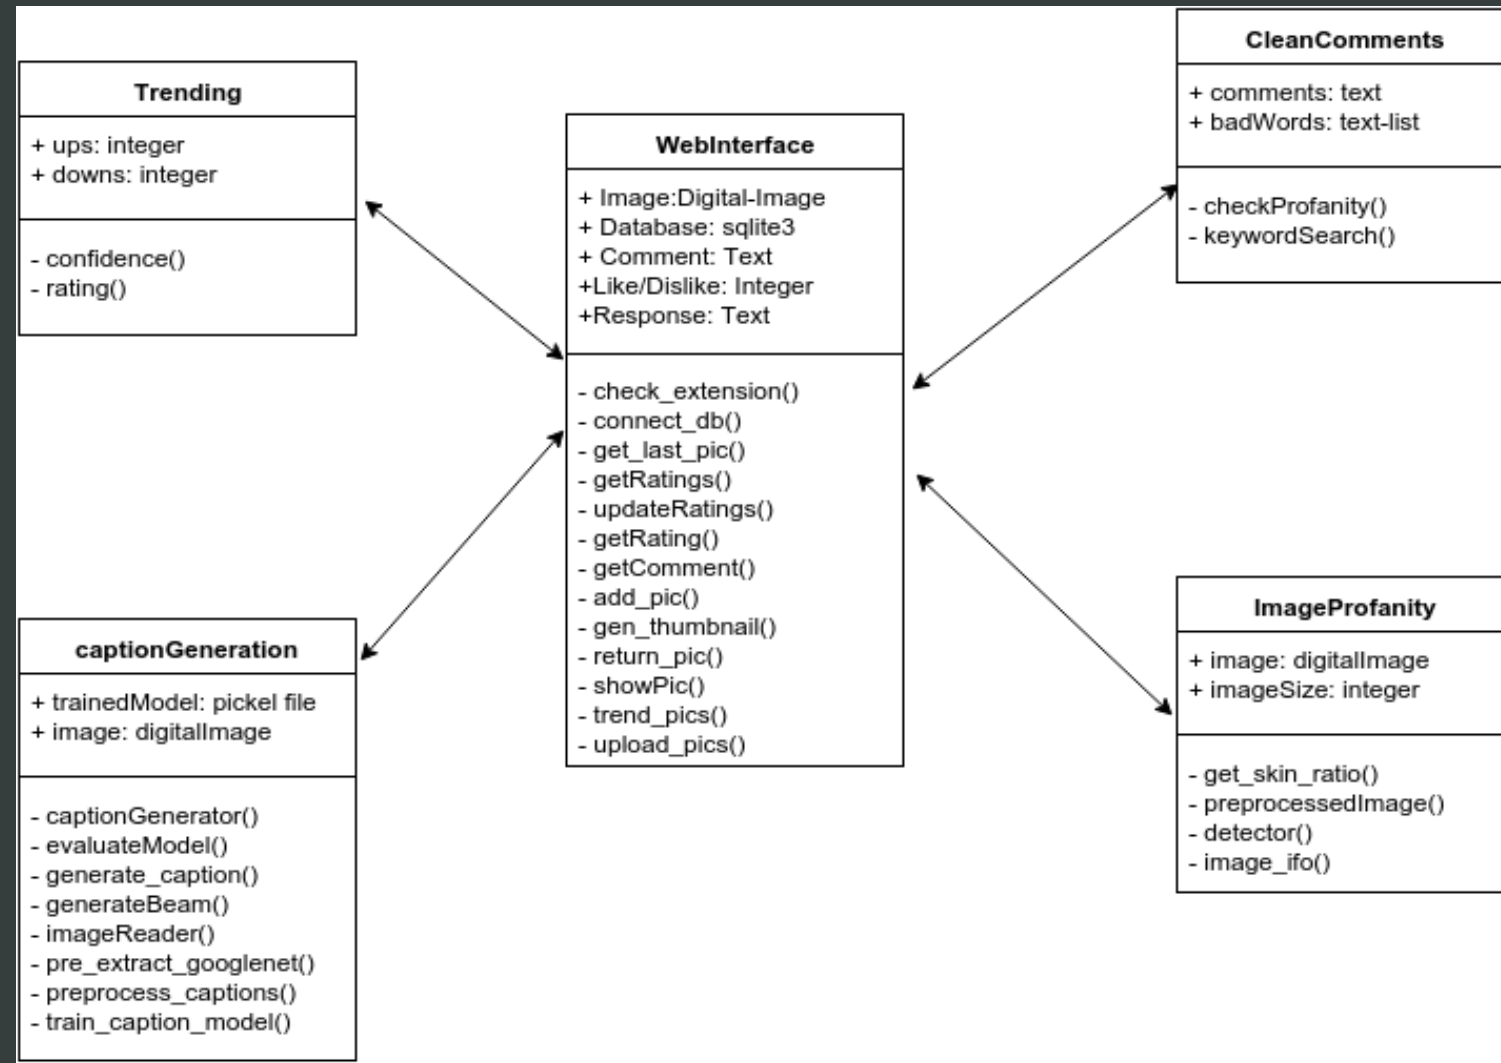 Trending
+ ups: integer
+ downs: integer
- confidence()
- rating()
captionGeneration
+ trainedModel: pickel file
+ image: digitalImage
- captionGenerator()
- evaluateModel()
- generate_caption()
- generateBeam()
- imageReader()
- pre_extract_googlenet()
- preprocess_captions()
- train_caption_model()
WebInterface
+ Image:Digital-Image
+ Database: sqlite3
+ Comment: Text
+Like/Dislike: Integer
+Response: Text
- check_extension()
- connect_db()
- get_last_pic()
- getRatings()
- updateRatings()
- getRating()
- getComment()
- add_pic()
- gen_thumbnail()
- return_pic()
- showPic()
- trend_pics()
- upload_pics()
CleanComments
+ comments: text
+ badWords: text-list
- checkProfanity()
- keywordSearch()
ImageProfanity
+ image: digitalImage
+ imageSize: integer
- get_skin_ratio()
- preprocessedImage()
- detector()
- image_ifo()